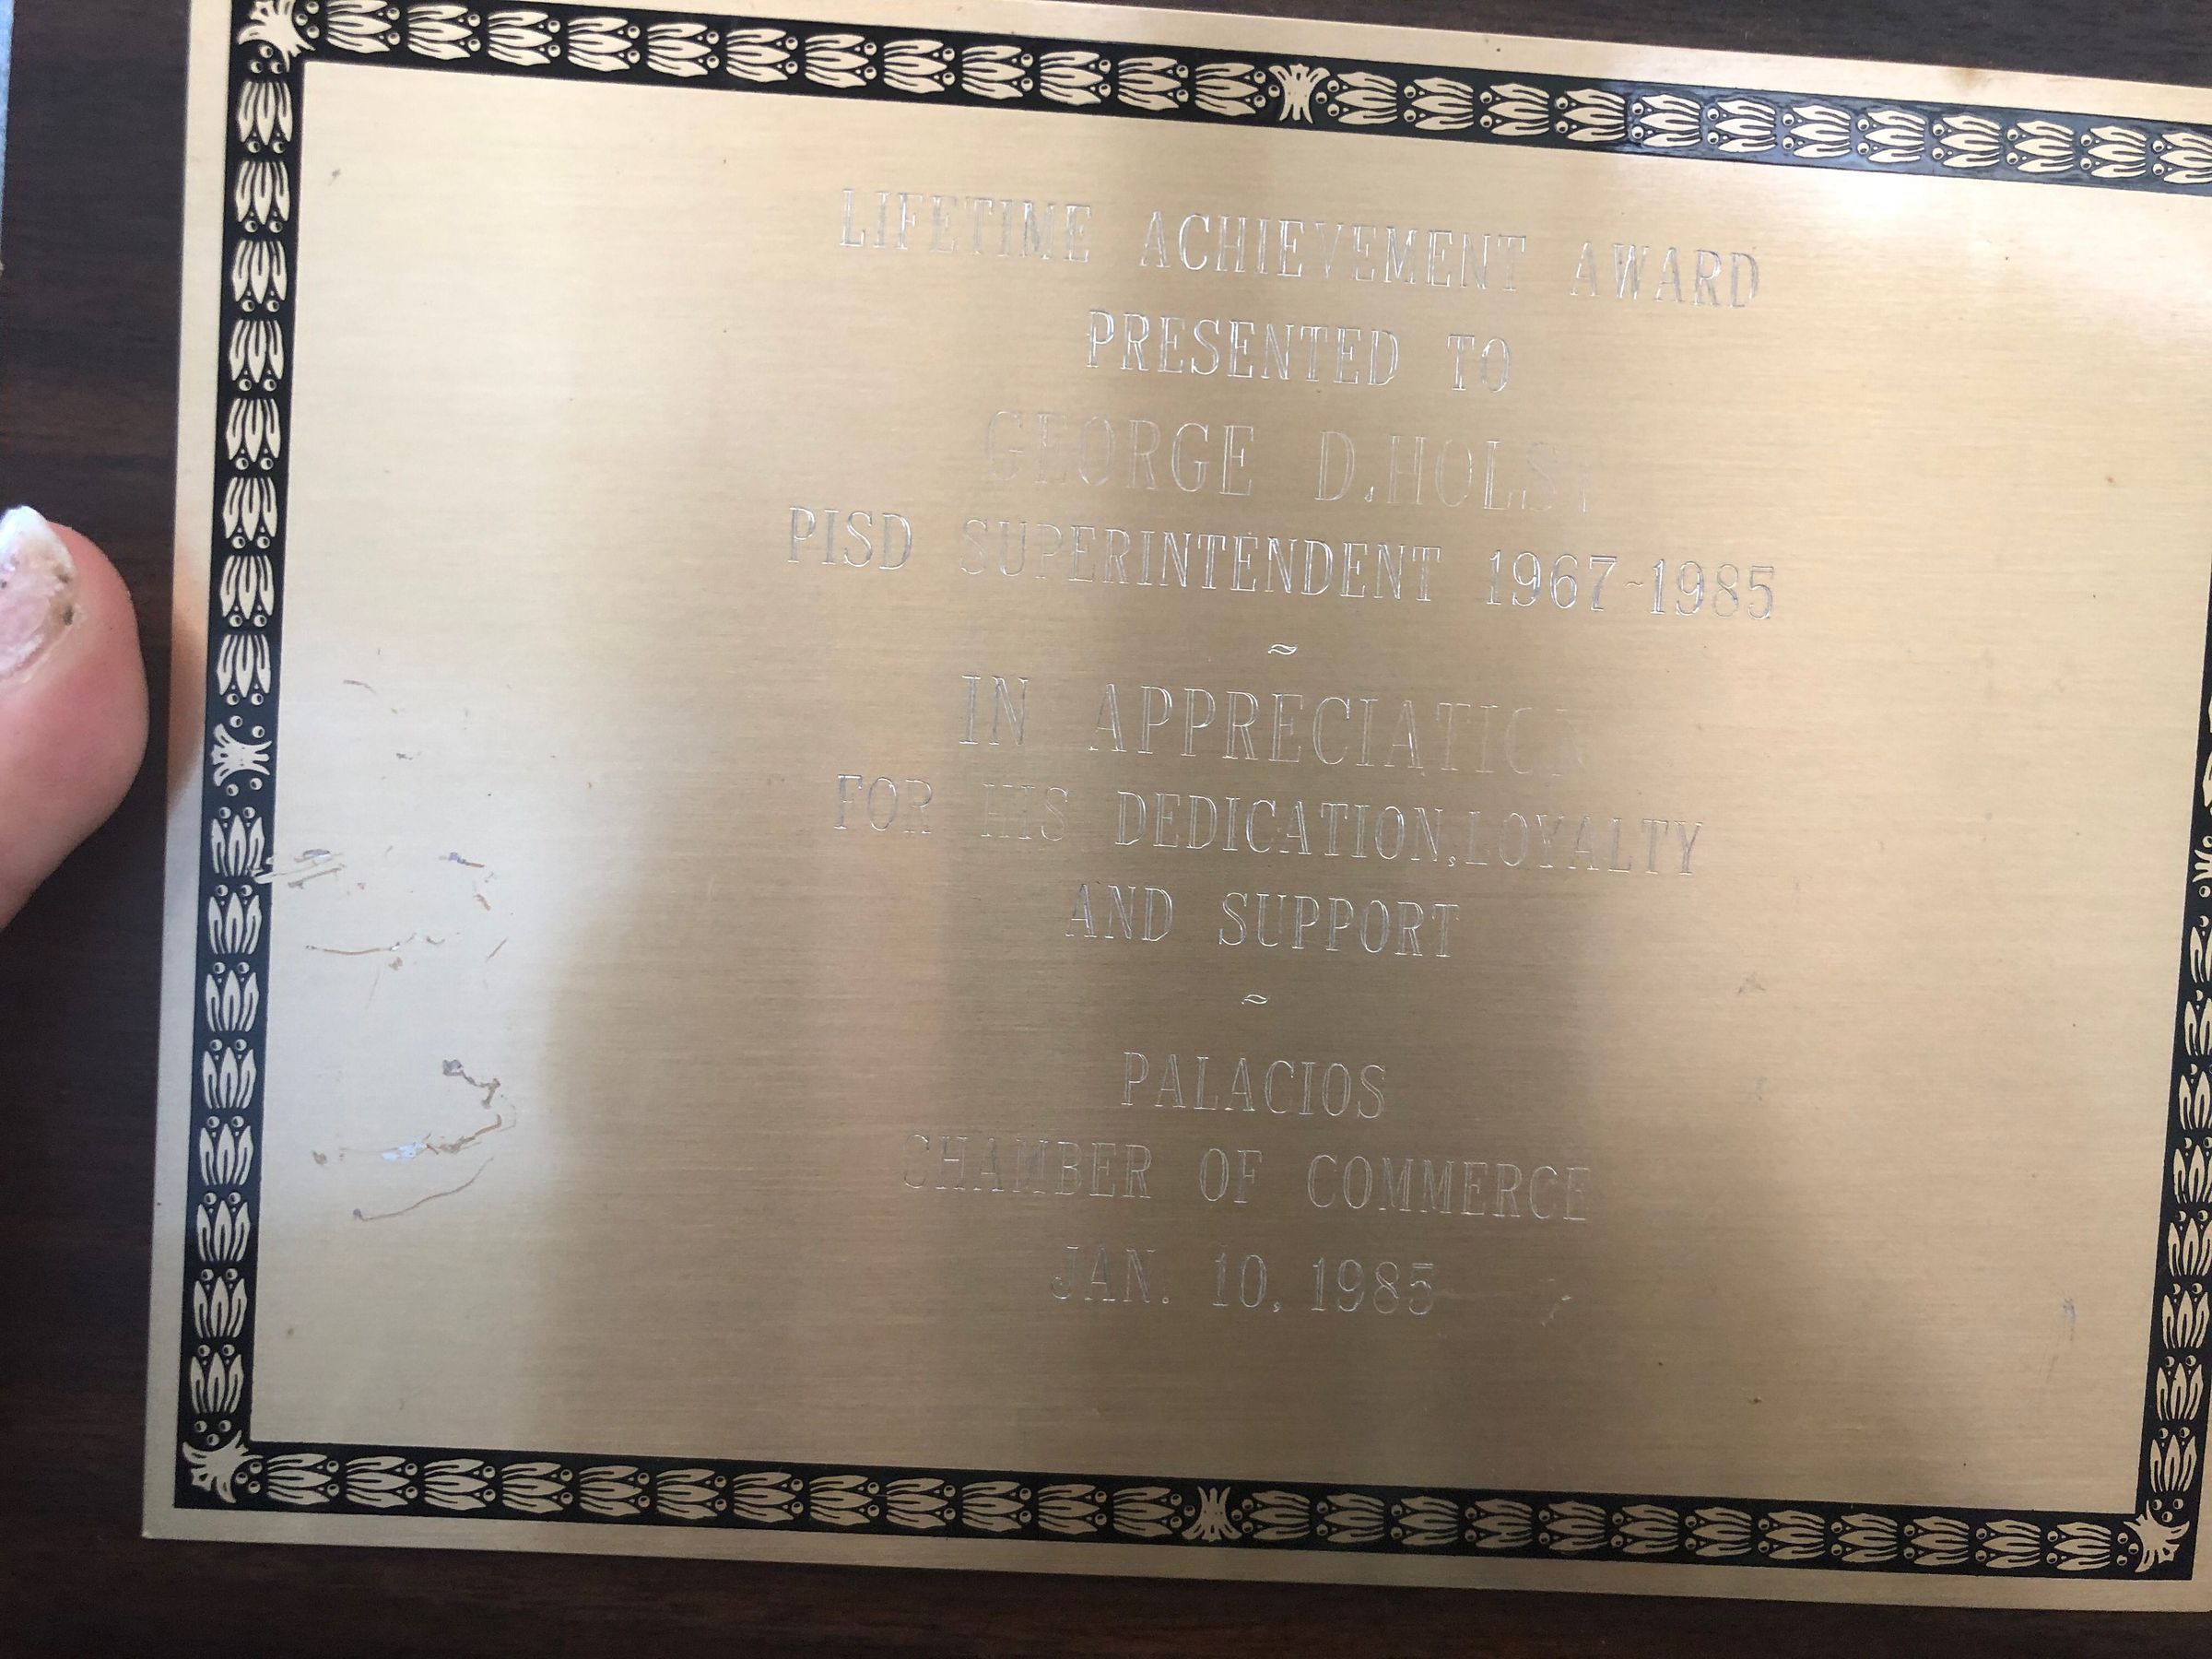 LIFETIME ACHIEVEMENT AWARD
PRESENTED TO
GEORGE D. HOLST
PISD SUPERINTENDENT 1967~1985
~
IN APPRECIATION
FOR HIS DEDICATION, LOYALTY
AND SUPPORT
~
PALACIOS
CHAMBER OF COMMERCE
JAN. 10, 1985